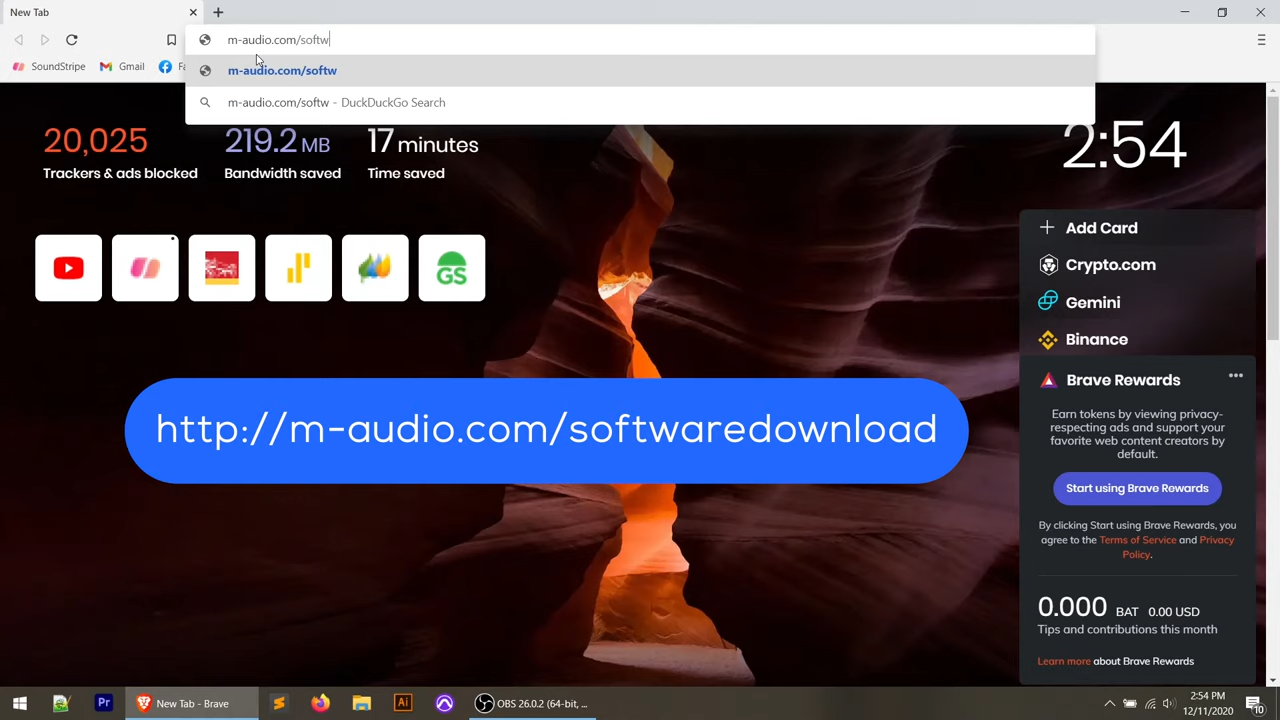 New Tab
m-audio.com/softw
SoundStripe
Gmail
Fa
m-audio.com/softw
m-audio.com/softw - DuckDuckGo Search
20,025
Trackers & ads blocked
219.2 MB
Bandwidth saved
17 minutes
Time saved
2:54
GS
Add Card
Crypto.com
Gemini
Binance
Brave Rewards
Earn tokens by viewing privacy-
respecting ads and support your
favorite web content creators by
default.
Start using Brave Rewards
By clicking Start using Brave Rewards, you
agree to the Terms of Service and Privacy
Policy.
0.000 BAT 0.00 USD
Tips and contributions this month
Learn more about Brave Rewards
http://m-audio.com/softwaredownload
Pr
New Tab - Brave
Ai
OBS 26.0.2 (64-bit, ...
2:54 PM
12/11/2020
10